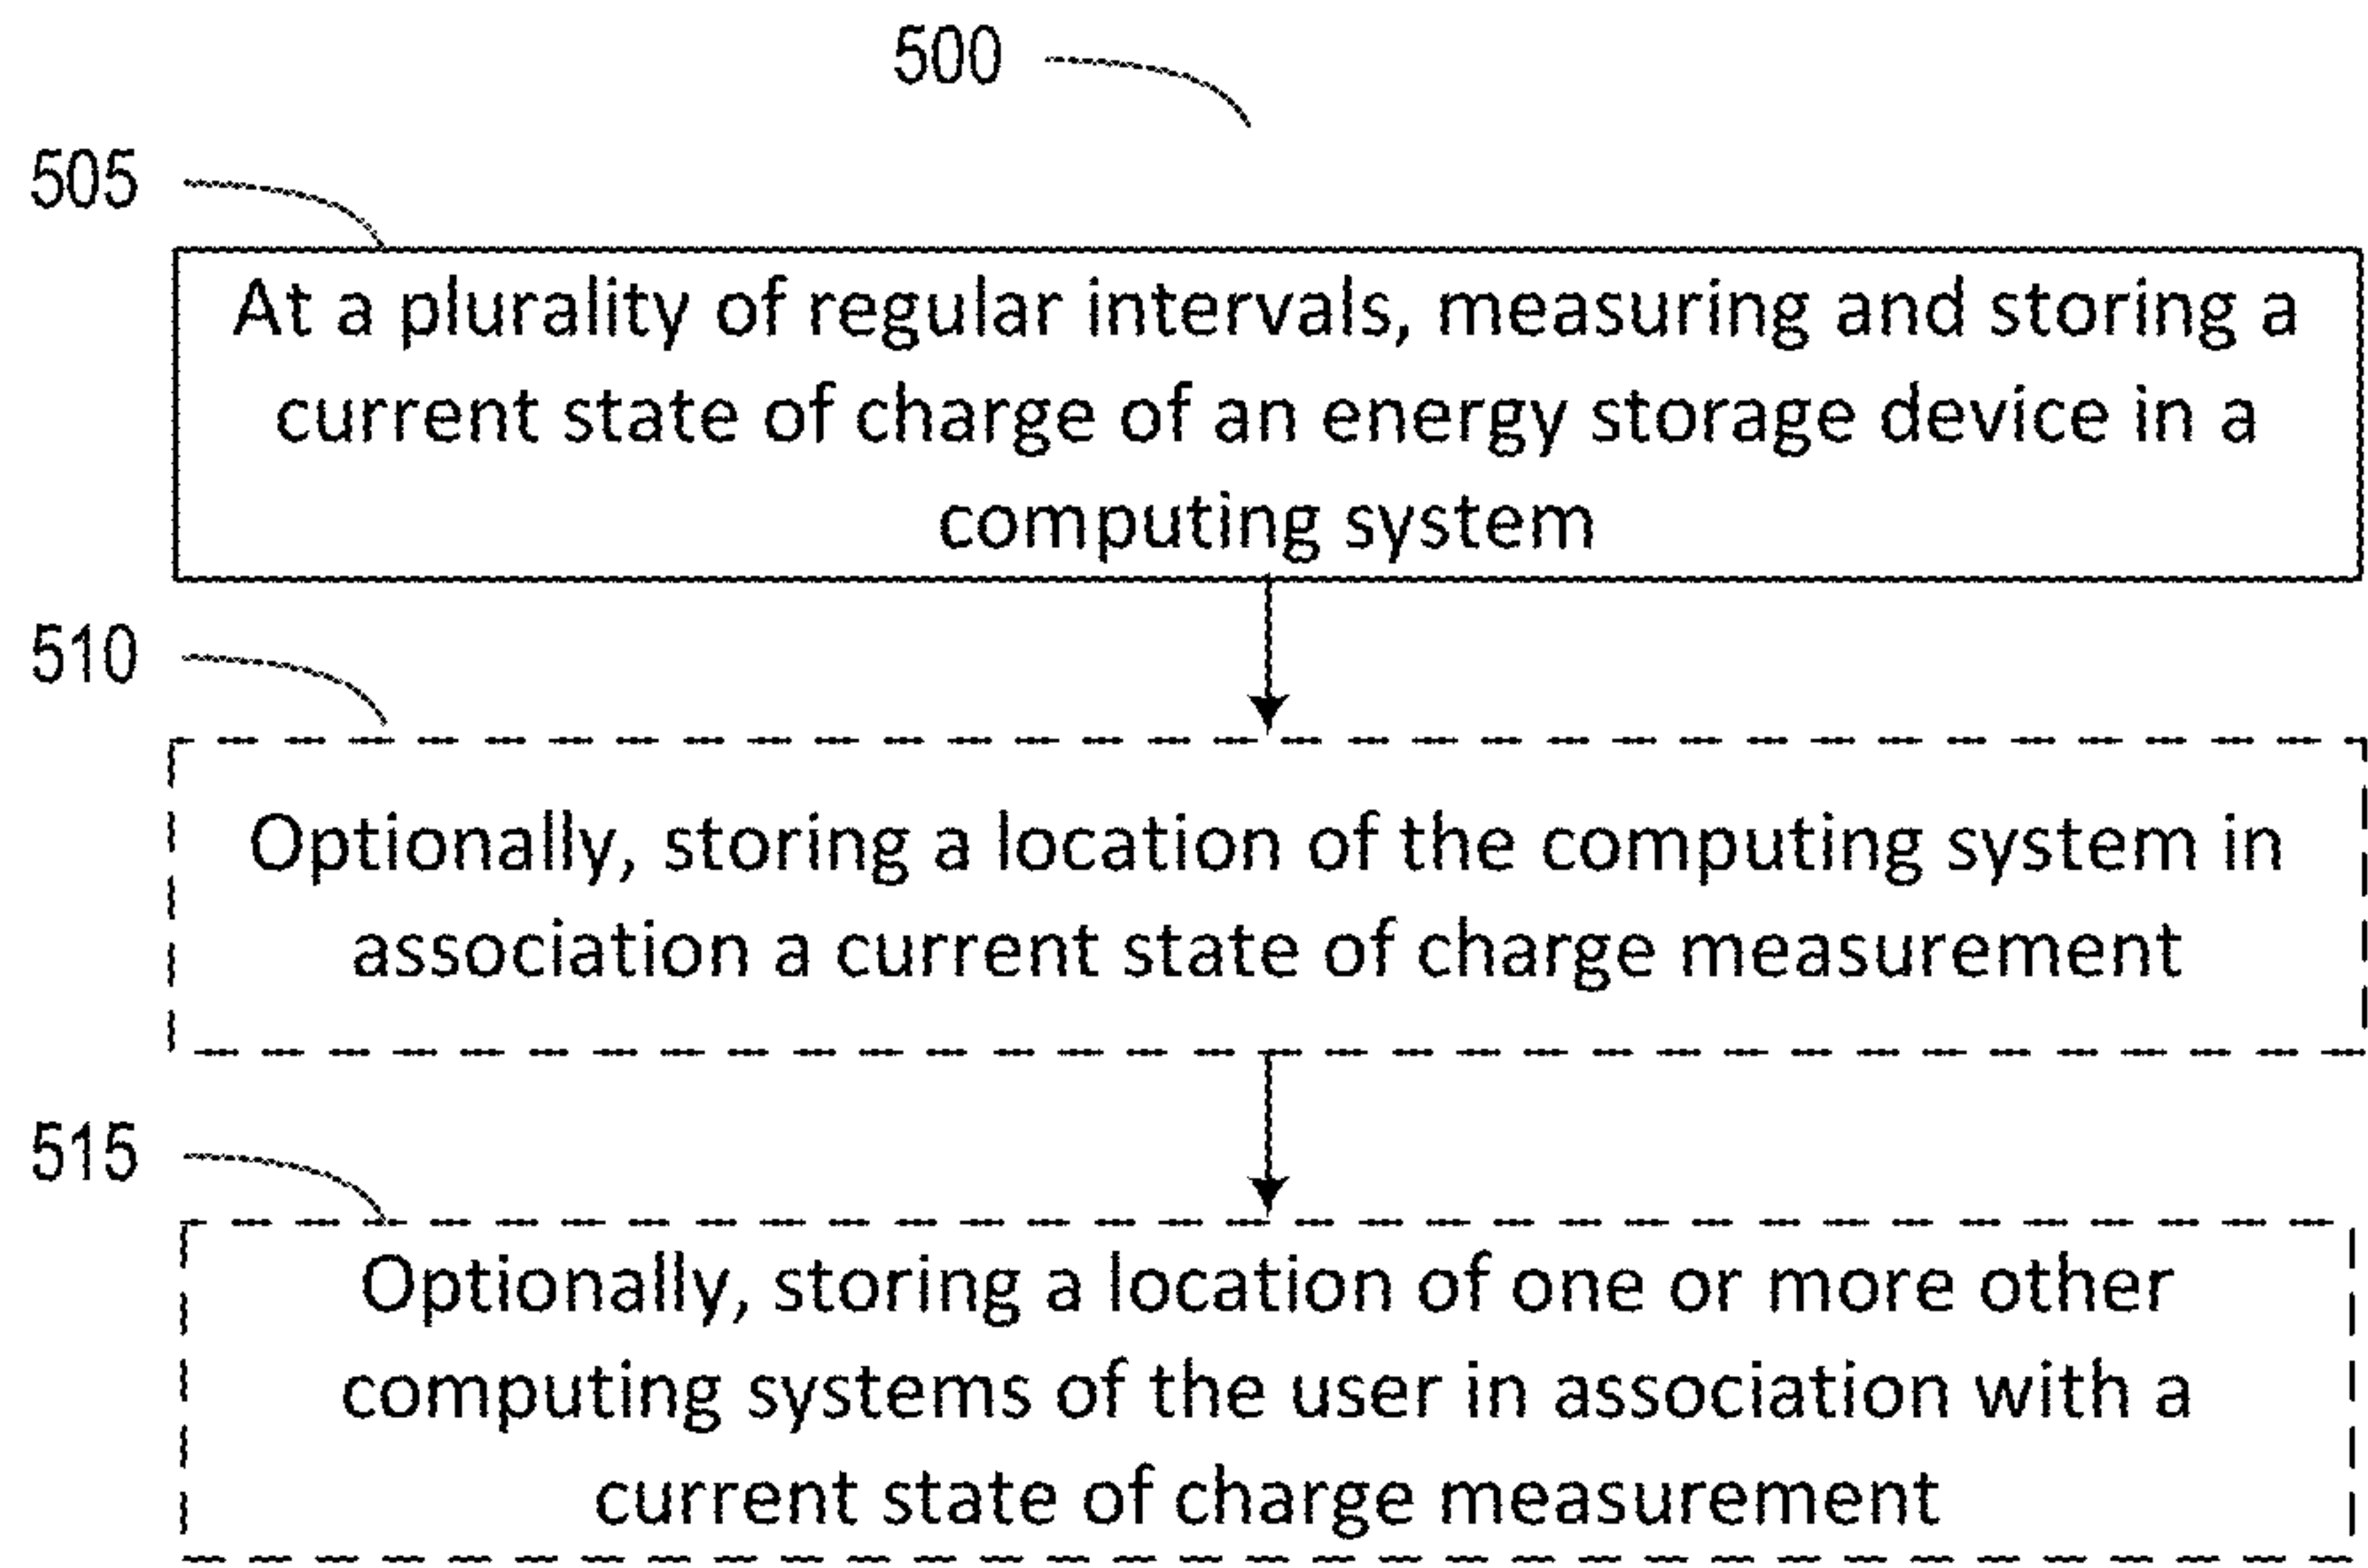 500
505
At a plurality of regular intervals, measuring and storing a
current state of charge of an energy storage device in a
computing system
510
Optionally, storing a location of the computing system in
association a current state of charge measurement
515
Optionally, storing a location of one or more other
computing systems of the user in association with a
current state of charge measurement